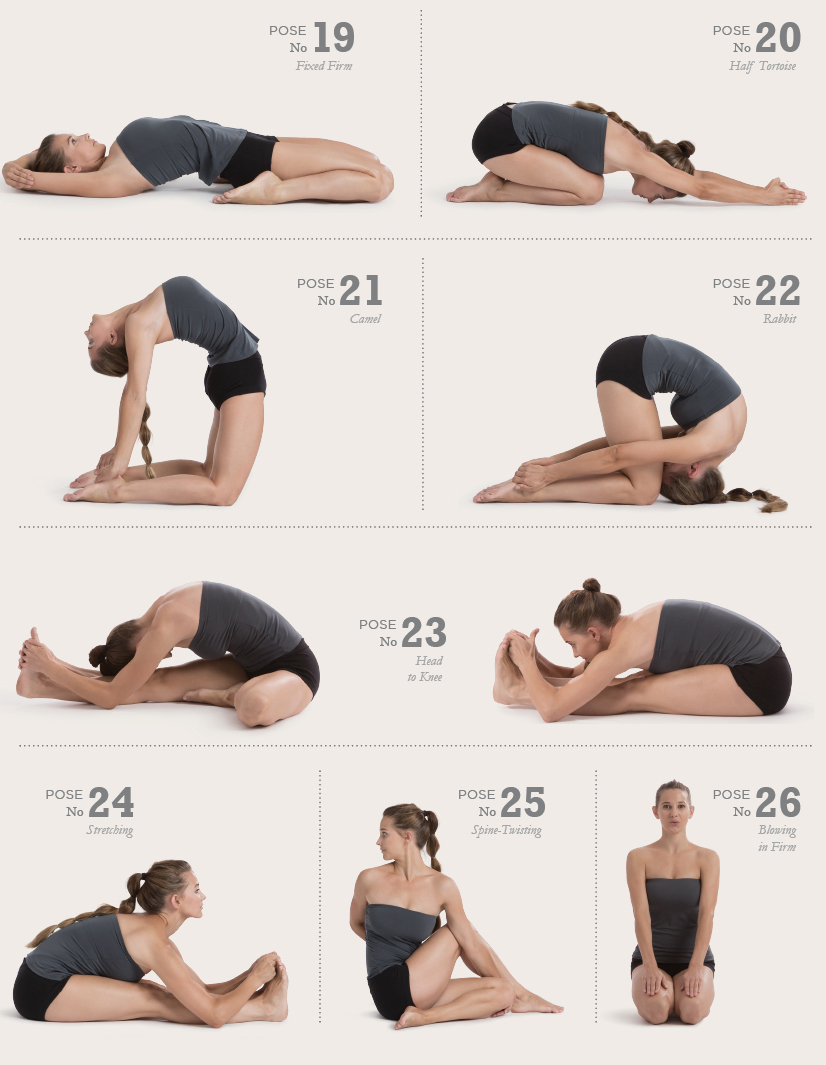 POSE
No 19
Fixed Firm
POSE
No 20
Half Tortoise
POSE
No 21
Camel
POSE
No 22
Rabbit
POSE
No 23
Head
to Knee
POSE
No 24
Stretching
POSE
No 25
Spine-Twisting
POSE
No 26
Blowing
in Firm